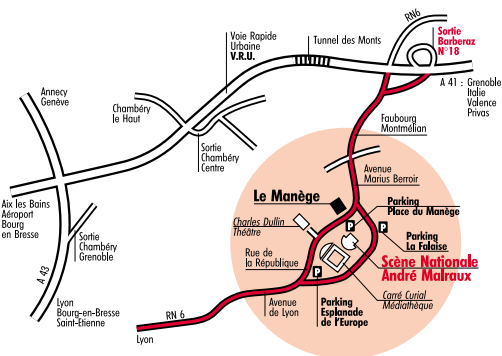 RN6
Sortie
Barberaz
N°18
Voie Rapide
Urbaine
V.R.U.
Tunnel des Monts
A 41 : Grenoble
Italie
Valence
Privas
Annecy
Genève
Chambéry
le Haut
Faubourg
Montmélian
Sortie
Chambéry
Centre
Avenue
Marius Berroir
Aix les Bains
Aéroport
Bourg
en Bresse
Le Manège
Parking
Place du Manège
Charles Dullin
Théâtre
P
P
Parking
La Falaise
Sortie
Chambéry
Grenoble
Rue de
la République
Scène Nationale
André Malraux
P
A 43
Carré Curial
Médiathèque
Lyon
Bourg-en-Bresse
Saint-Etienne
RN 6
Avenue
de Lyon
Parking
Esplanade
de l'Europe
Lyon